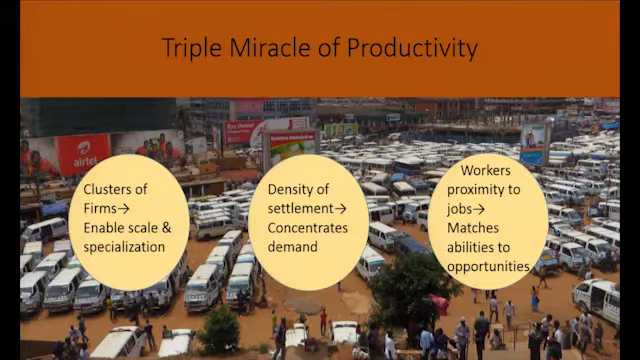 Triple Miracle of Productivity
Clusters of
Firms→
Enable scale &
specialization
Density of
settlement→
Concentrates
demand
Workers
proximity to
jobs→
Matches
abilities to
opportunities
airtel